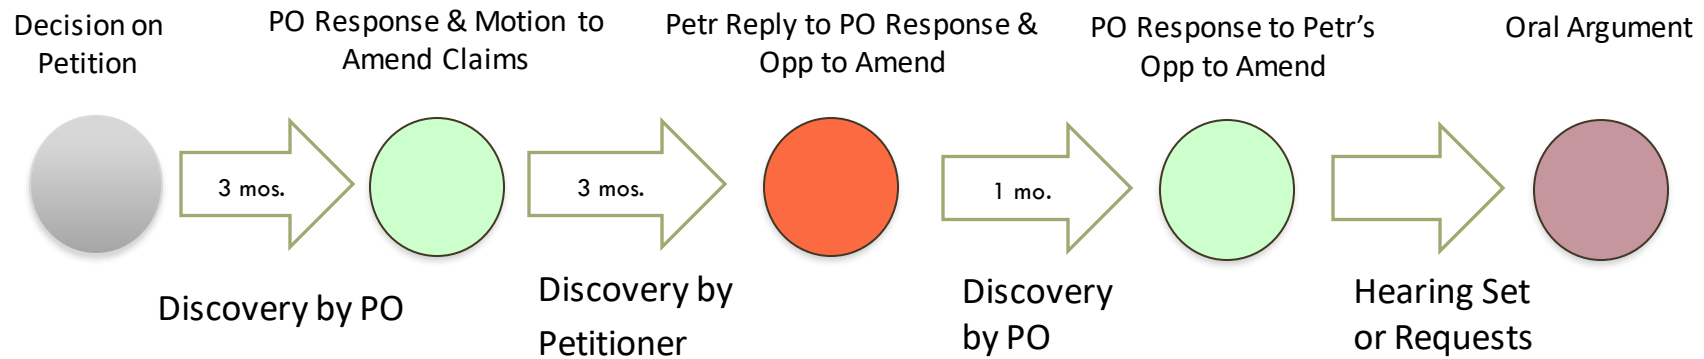 Decision on
Petition
PO Response & Motion to
Amend Claims
Petr Reply to PO Response &
Opp to Amend
PO Response to Petr’s
Opp to Amend
Oral Argument
3 mos.
3 mos.
1 mo.
Discovery by PO
Discovery by
Petitioner
Discovery
by PO
Hearing Set
or Requests